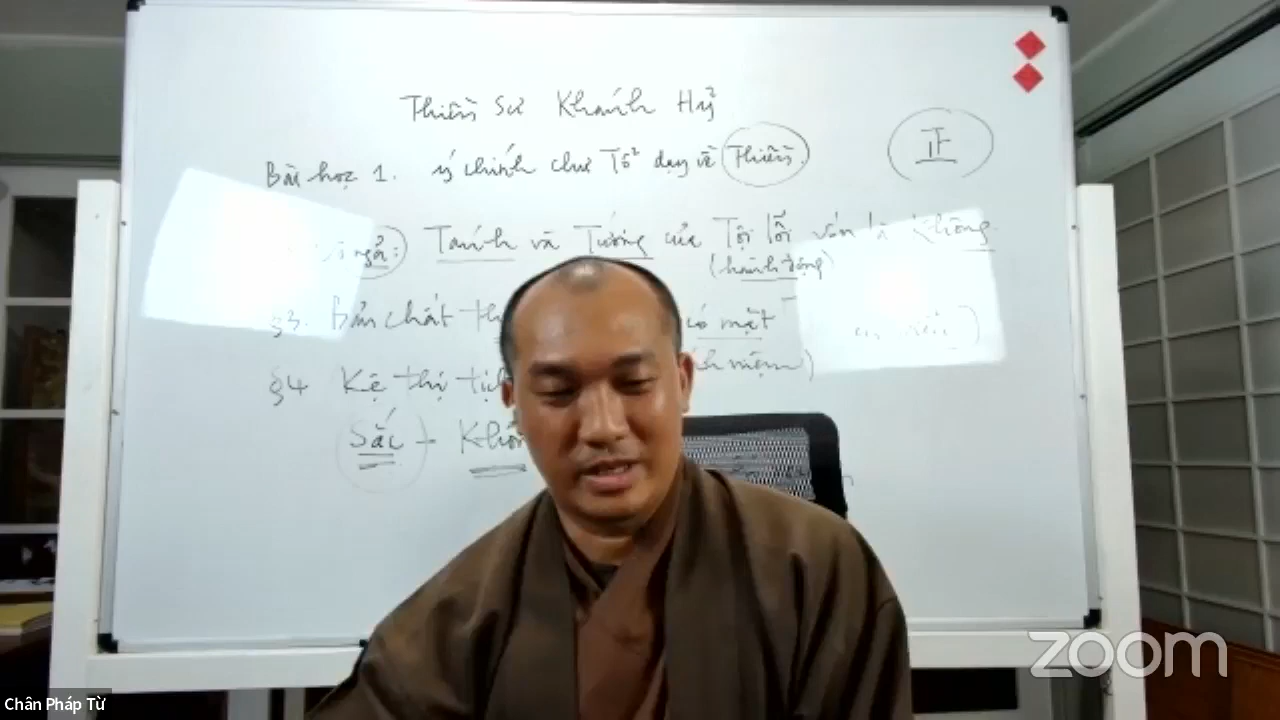 Thiền Sư Khánh Hỷ
Bài học 1. ý chính chư Tổ dạy về Thiền 正
ngã: Tánh và Tướng của Tội lỗi vốn là không
(hành động)
§3. Bản chất có mặt
§4 Kệ thị tịch niệm)
Sắc - Không
zoom
Chân Pháp Từ